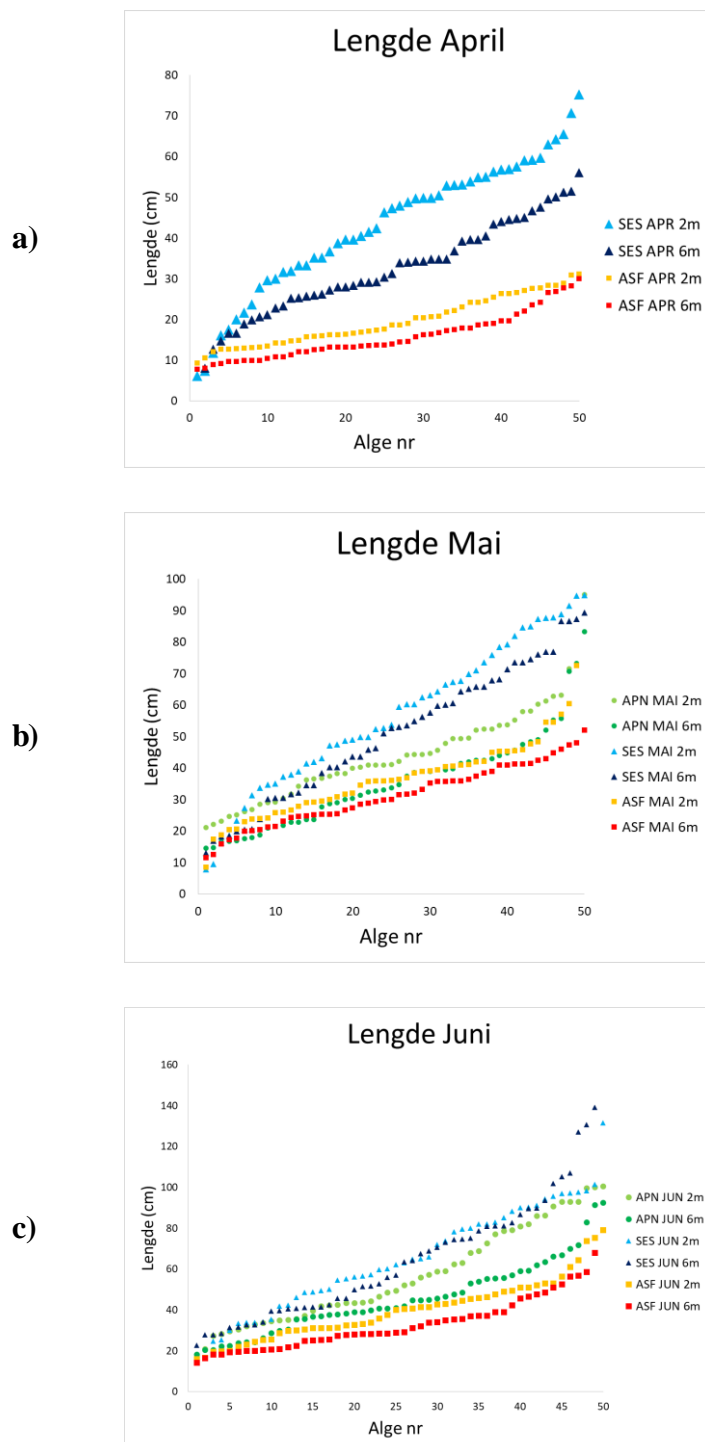 a)
Lengde April
Lengde (cm)
80
70
60
50
40
30
20
10
0
0 10 20 30 40 50
Alge nr
SES APR 2m
SES APR 6m
ASF APR 2m
ASF APR 6m
b)
Lengde Mai
Lengde (cm)
100
90
80
70
60
50
40
30
20
10
0
0 10 20 30 40 50
Alge nr
APN MAI 2m
APN MAI 6m
SES MAI 2m
SES MAI 6m
ASF MAI 2m
ASF MAI 6m
c)
Lengde Juni
Lengde (cm)
160
140
120
100
80
60
40
20
0
0 5 10 15 20 25 30 35 40 45 50
Alge nr
APN JUN 2m
APN JUN 6m
SES JUN 2m
SES JUN 6m
ASF JUN 2m
ASF JUN 6m